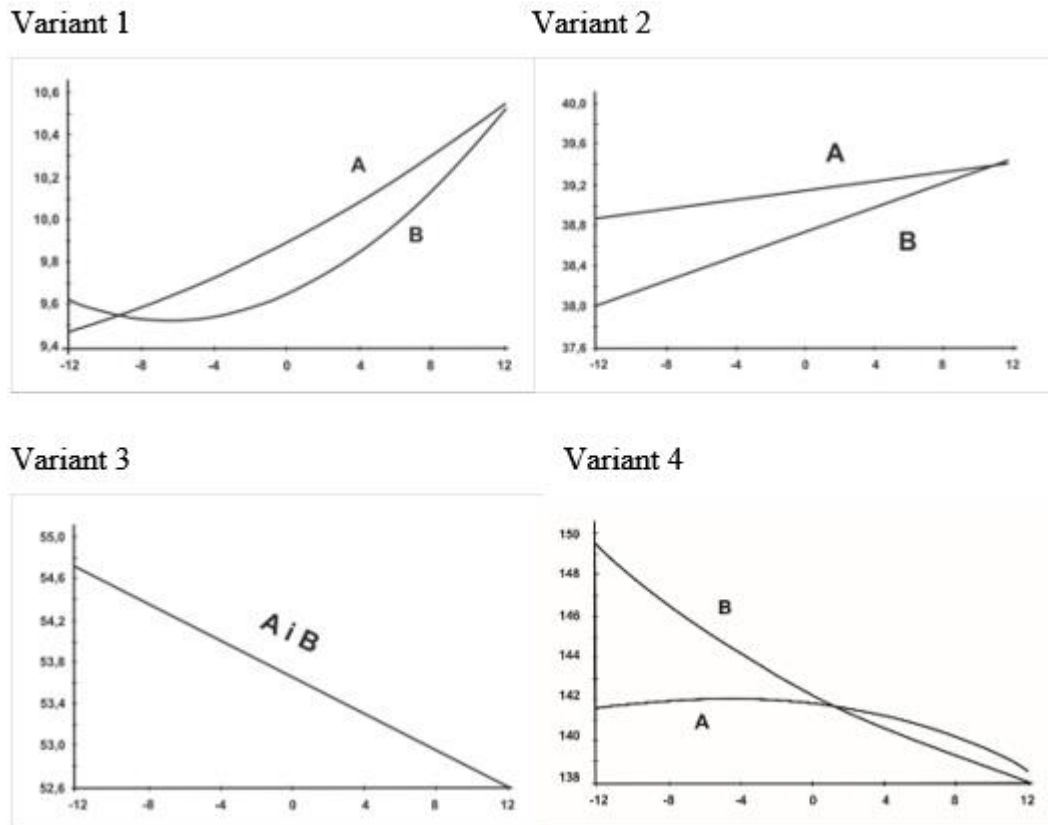 Variant 1
Variant 2
10,6
10,4
10,2
10,0
9,8
9,6
9,4
A
B
-12 -8 -4 0 4 8 12
40,0
39,6
39,2
38,8
38,4
38,0
37,6
A
B
-12 -8 -4 0 4 8 12
Variant 3
Variant 4
55,0
54,6
54,2
53,8
53,4
53,0
52,6
A i B
-12 -8 -4 0 4 8 12
150
148
146
144
142
140
138
B
A
-12 -8 -4 0 4 8 12